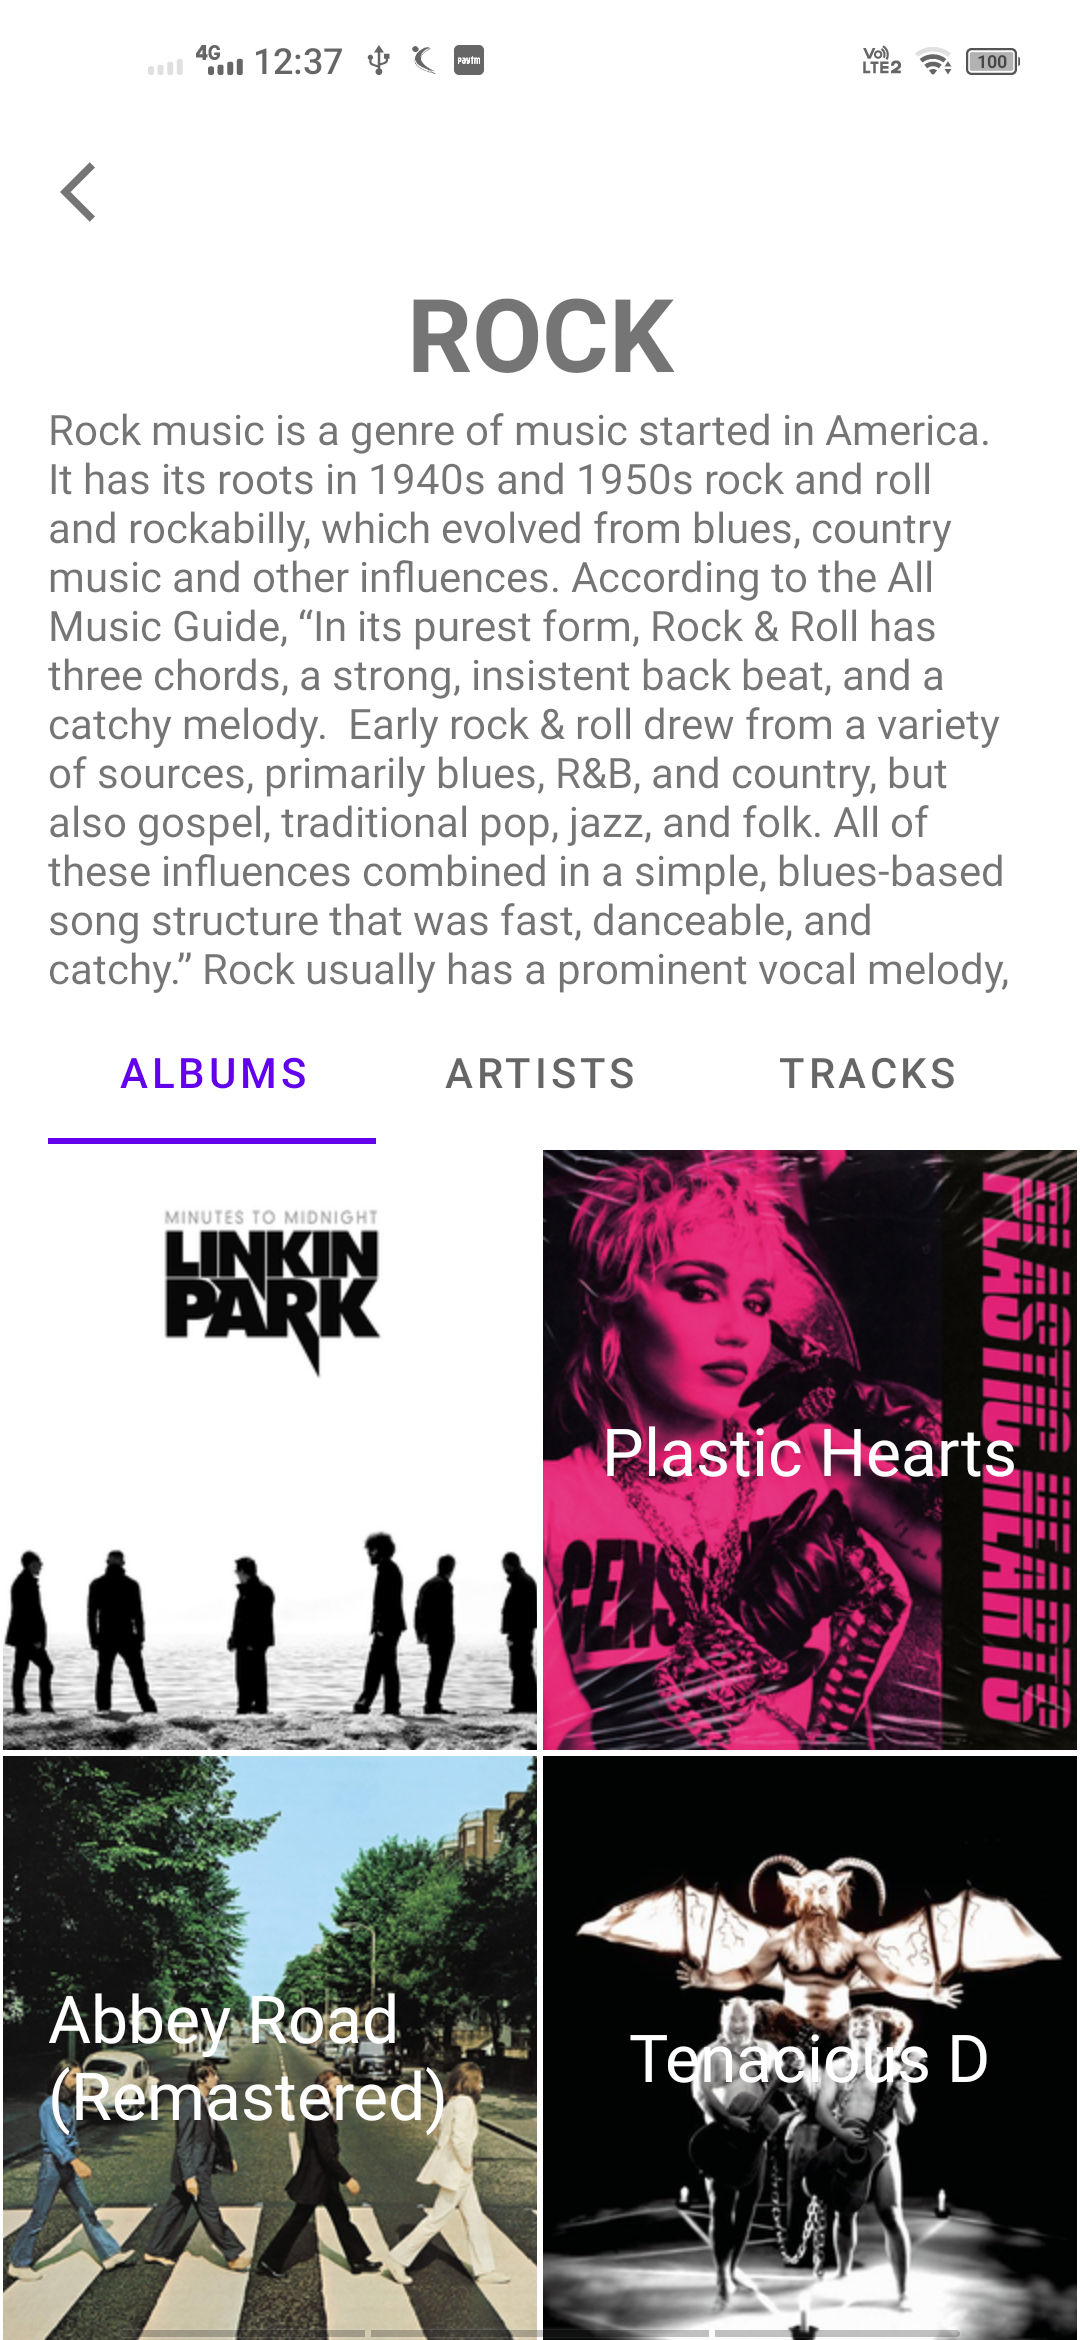 4G 12:37 Paytm Vo) LTE2 100
ROCK
Rock music is a genre of music started in America.
It has its roots in 1940s and 1950s rock and roll
and rockabilly, which evolved from blues, country
music and other influences. According to the All
Music Guide, “In its purest form, Rock & Roll has
three chords, a strong, insistent back beat, and a
catchy melody.  Early rock & roll drew from a variety
of sources, primarily blues, R&B, and country, but
also gospel, traditional pop, jazz, and folk. All of
these influences combined in a simple, blues-based
song structure that was fast, danceable, and
catchy.” Rock usually has a prominent vocal melody,
ALBUMS ARTISTS TRACKS
MINUTES TO MIDNIGHT
LINKIN
PARK
PLASTIC HEARTS
Plastic Hearts
CENS
Abbey Road
(Remastered)
Tenacious D